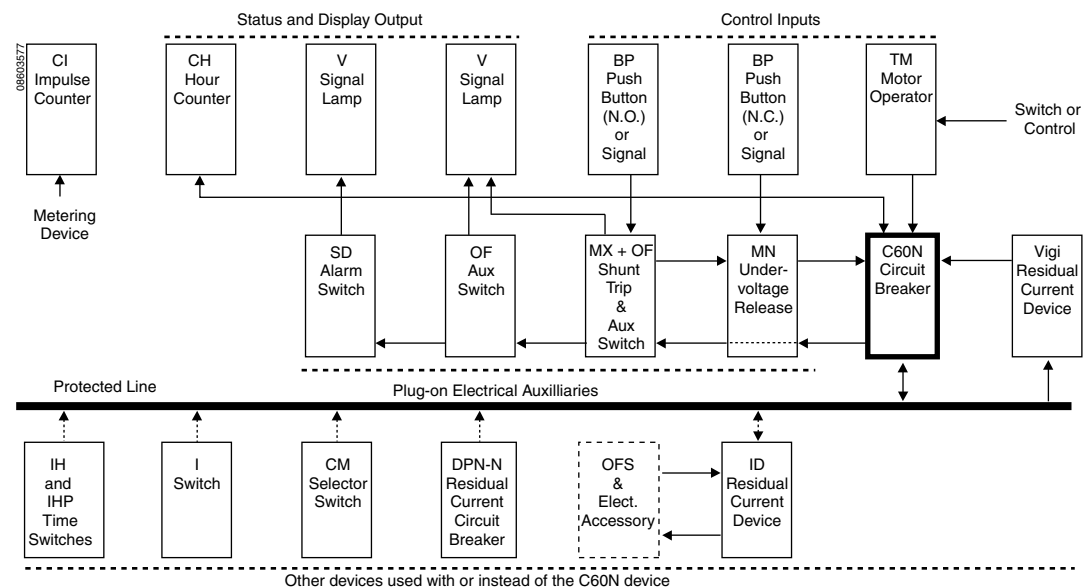 Status and Display Output
Control Inputs
08603577
CI
Impulse
Counter
CH
Hour
Counter
V
Signal
Lamp
V
Signal
Lamp
BP
Push
Button
(N.O.)
or
Signal
BP
Push
Button
(N.C.)
or
Signal
TM
Motor
Operator
Switch or
Control
Metering
Device
SD
Alarm
Switch
OF
Aux
Switch
MX + OF
Shunt
Trip
&
Aux
Switch
MN
Under-
voltage
Release
C60N
Circuit
Breaker
Vigi
Residual
Current
Device
Protected Line
Plug-on Electrical Auxilliaries
IH
and
IHP
Time
Switches
I
Switch
CM
Selector
Switch
DPN-N
Residual
Current
Circuit
Breaker
OFS
&
Elect.
Accessory
ID
Residual
Current
Device
Other devices used with or instead of the C60N device